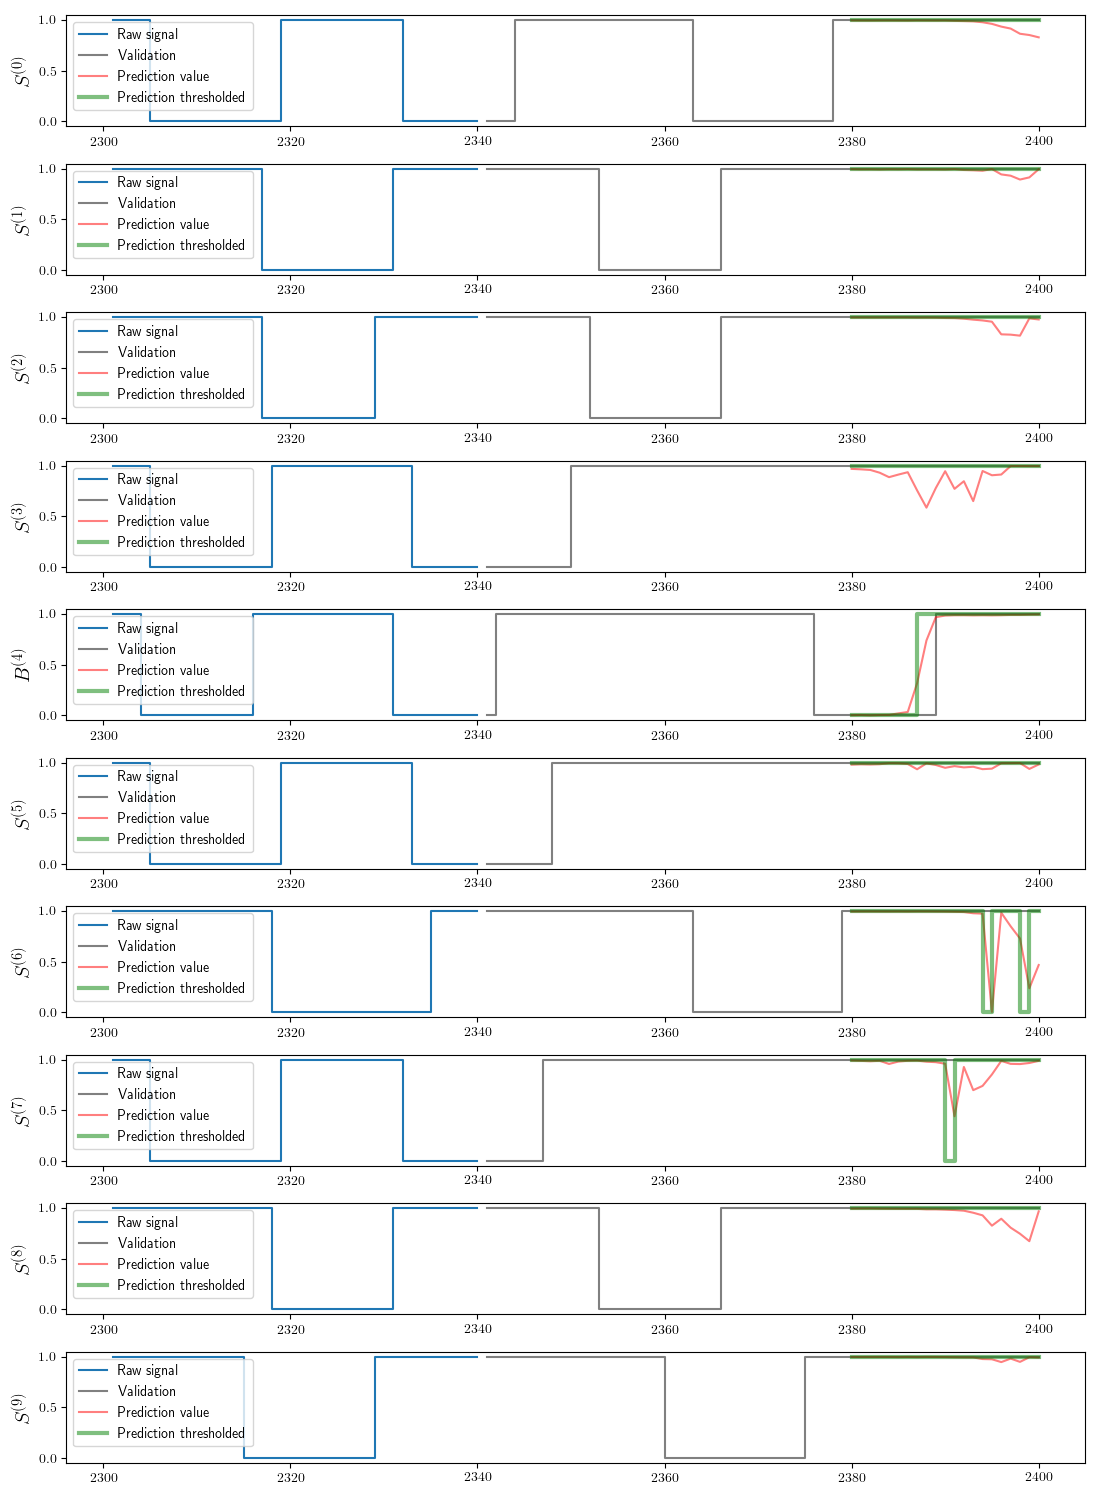 1.0
0.5
0.0
S^(0)
Raw signal
Validation
Prediction value
Prediction thresholded
2300 2320 2340 2360 2380 2400
1.0
0.5
0.0
S^(1)
Raw signal
Validation
Prediction value
Prediction thresholded
2300 2320 2340 2360 2380 2400
1.0
0.5
0.0
S^(2)
Raw signal
Validation
Prediction value
Prediction thresholded
2300 2320 2340 2360 2380 2400
1.0
0.5
0.0
S^(3)
Raw signal
Validation
Prediction value
Prediction thresholded
2300 2320 2340 2360 2380 2400
1.0
0.5
0.0
B^(4)
Raw signal
Validation
Prediction value
Prediction thresholded
2300 2320 2340 2360 2380 2400
1.0
0.5
0.0
S^(5)
Raw signal
Validation
Prediction value
Prediction thresholded
2300 2320 2340 2360 2380 2400
1.0
0.5
0.0
S^(6)
Raw signal
Validation
Prediction value
Prediction thresholded
2300 2320 2340 2360 2380 2400
1.0
0.5
0.0
S^(7)
Raw signal
Validation
Prediction value
Prediction thresholded
2300 2320 2340 2360 2380 2400
1.0
0.5
0.0
S^(8)
Raw signal
Validation
Prediction value
Prediction thresholded
2300 2320 2340 2360 2380 2400
1.0
0.5
0.0
S^(9)
Raw signal
Validation
Prediction value
Prediction thresholded
2300 2320 2340 2360 2380 2400